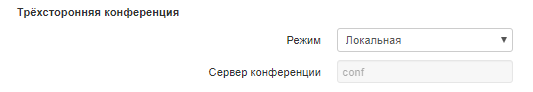 Трёхсторонняя конференция
Режим Локальная
Сервер конференции conf